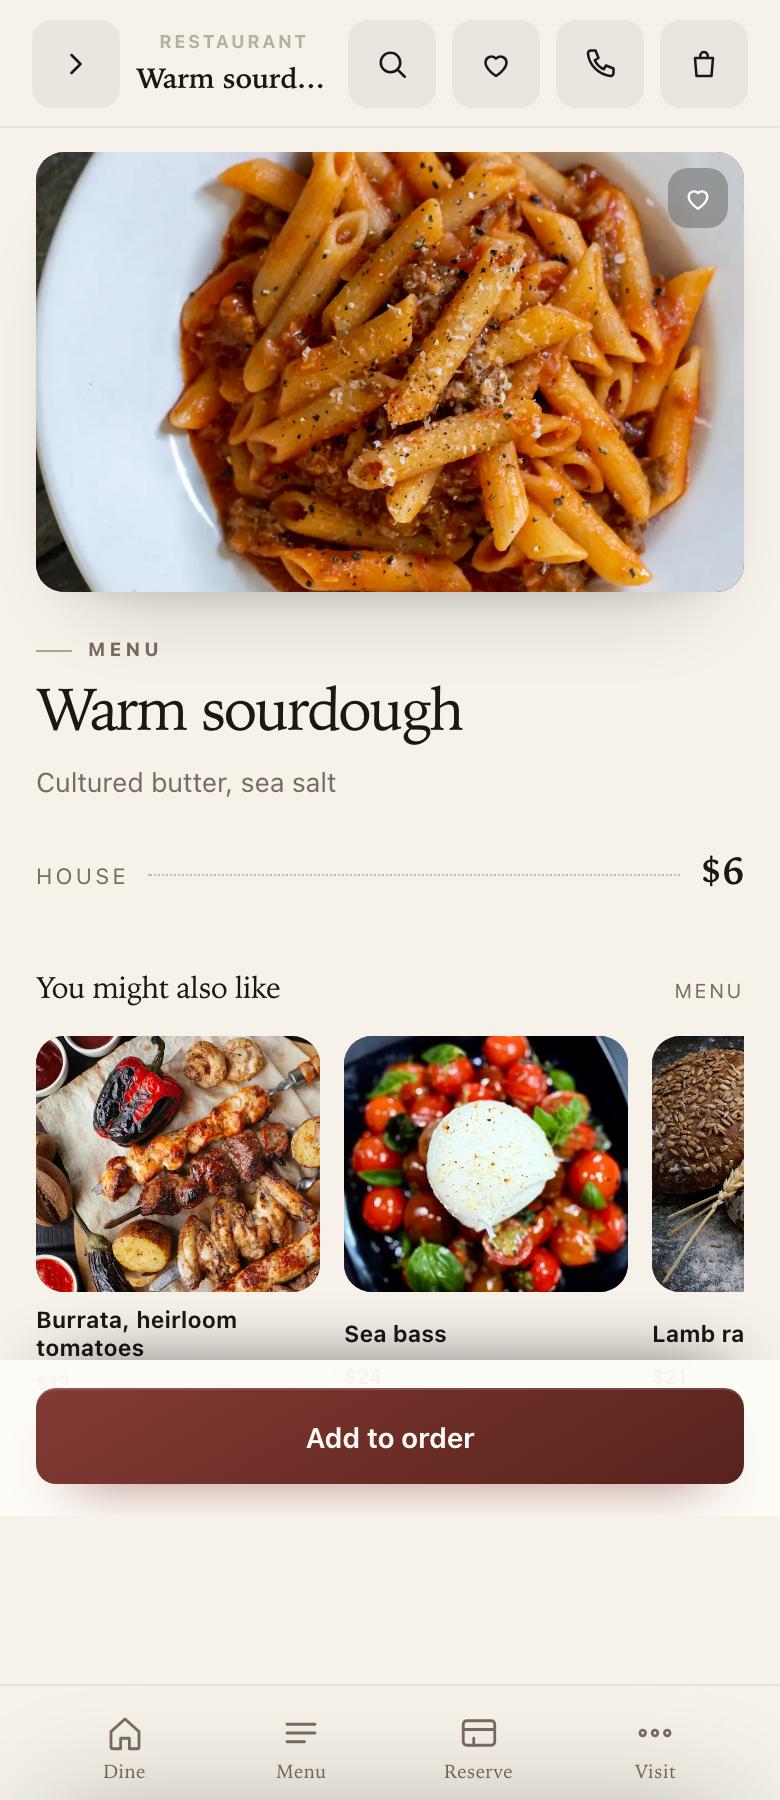 RESTAURANT
Warm sourd…
MENU
Warm sourdough
Cultured butter, sea salt
HOUSE $6
You might also like MENU
Burrata, heirloom
tomatoes
Sea bass
Lamb ra
$12 $24 $21
Add to order
Dine Menu Reserve Visit